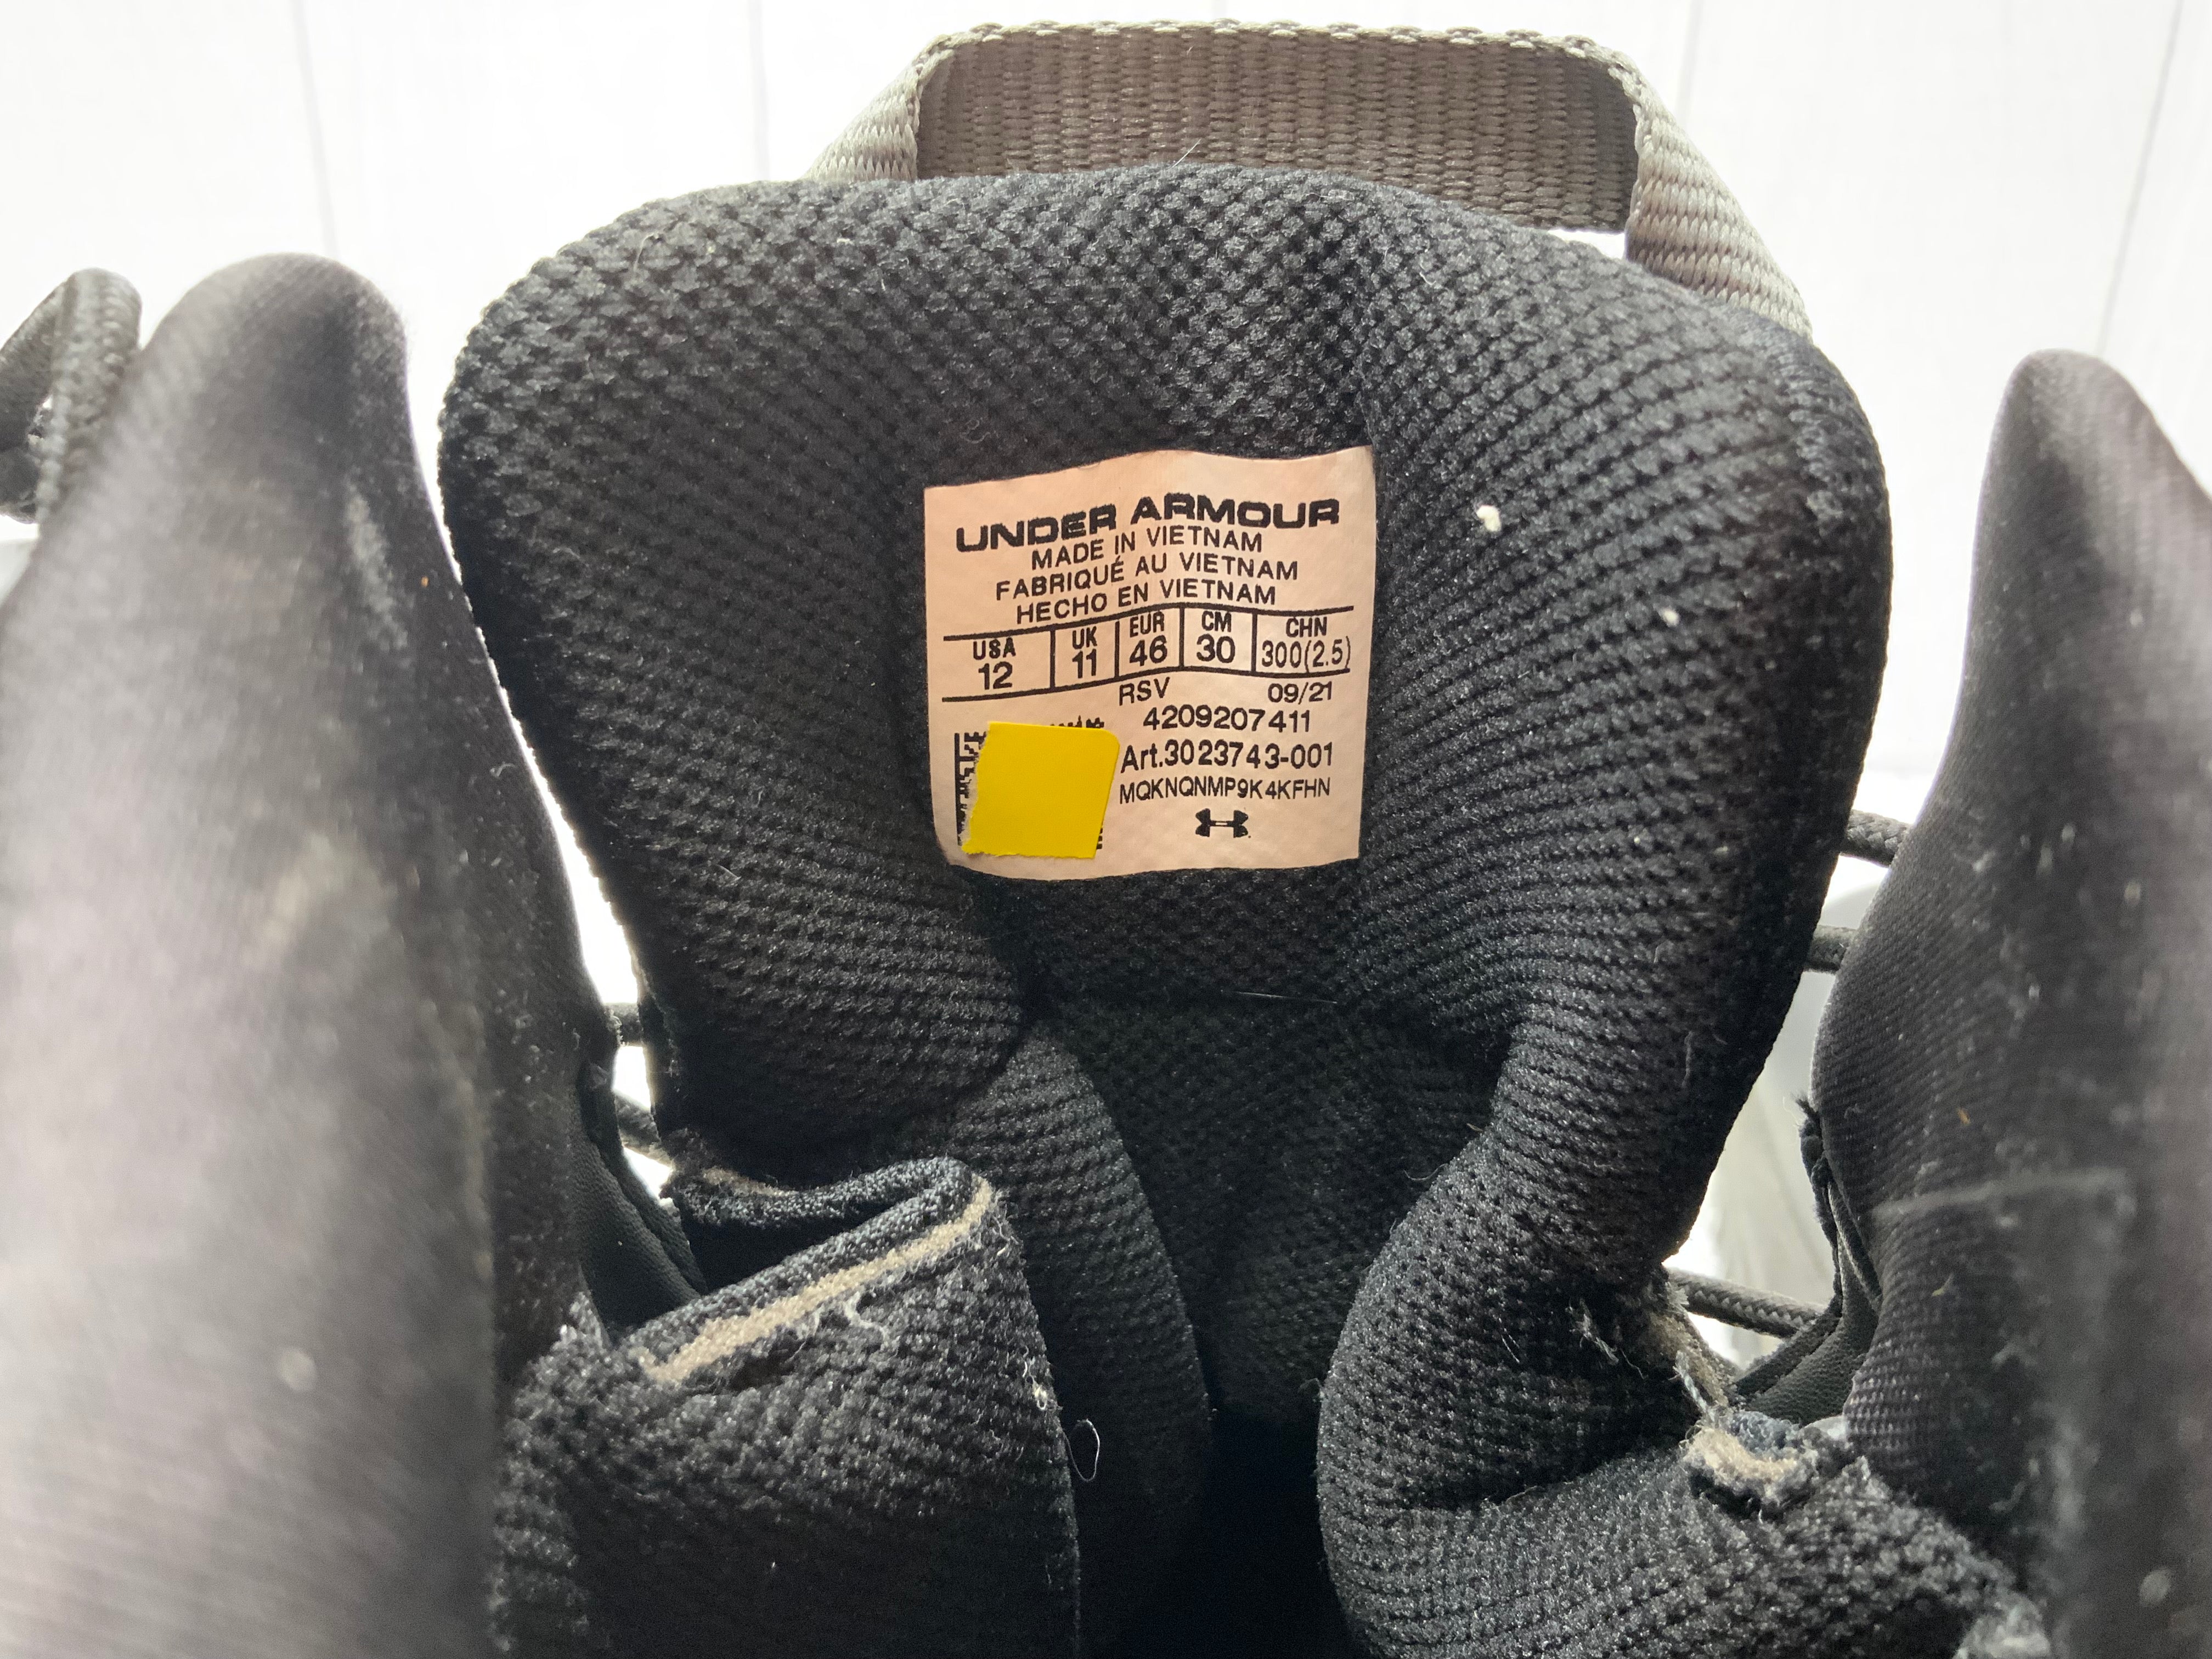 UNDER ARMOUR
MADE IN VIETNAM
FABRIQUÉ AU VIETNAM
HECHO EN VIETNAM
USA UK EUR CM CHN
12 11 46 30 300(2.5)
RSV 09/21
4209207411
Art.3023743-001
MQKNQNMP9K4KFHN